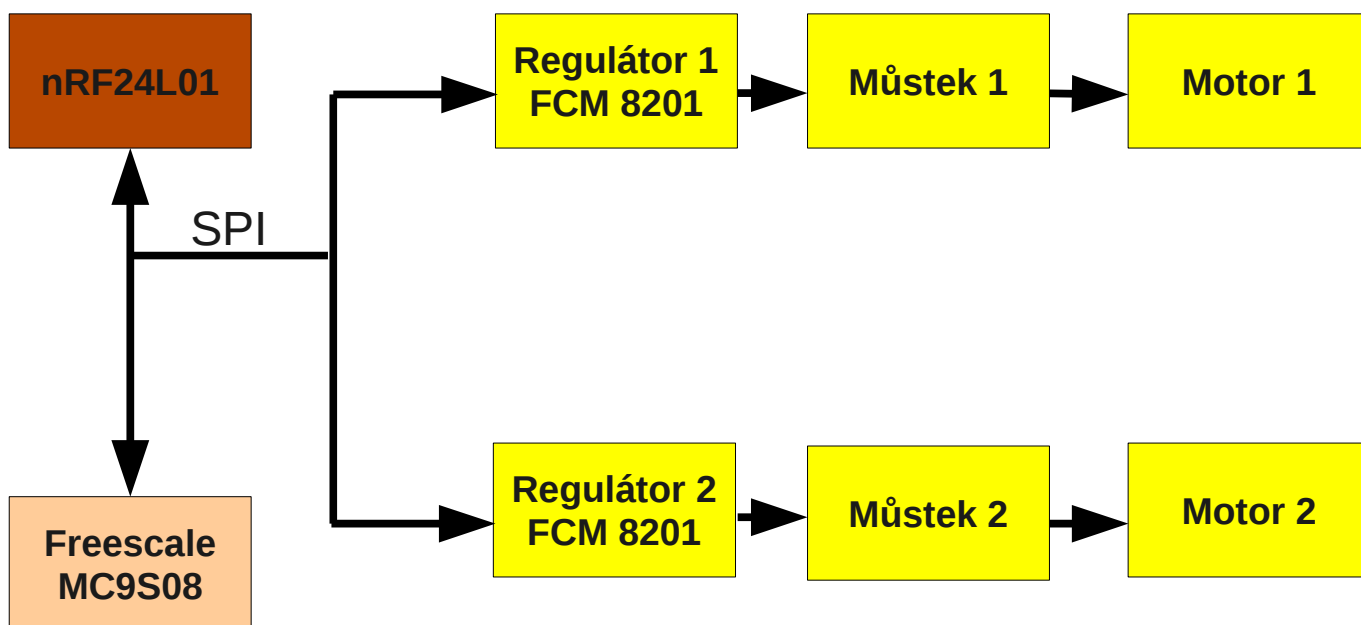 nRF24L01
Regulátor 1
FCM 8201
Můstek 1
Motor 1
SPI
Freescale
MC9S08
Regulátor 2
FCM 8201
Můstek 2
Motor 2